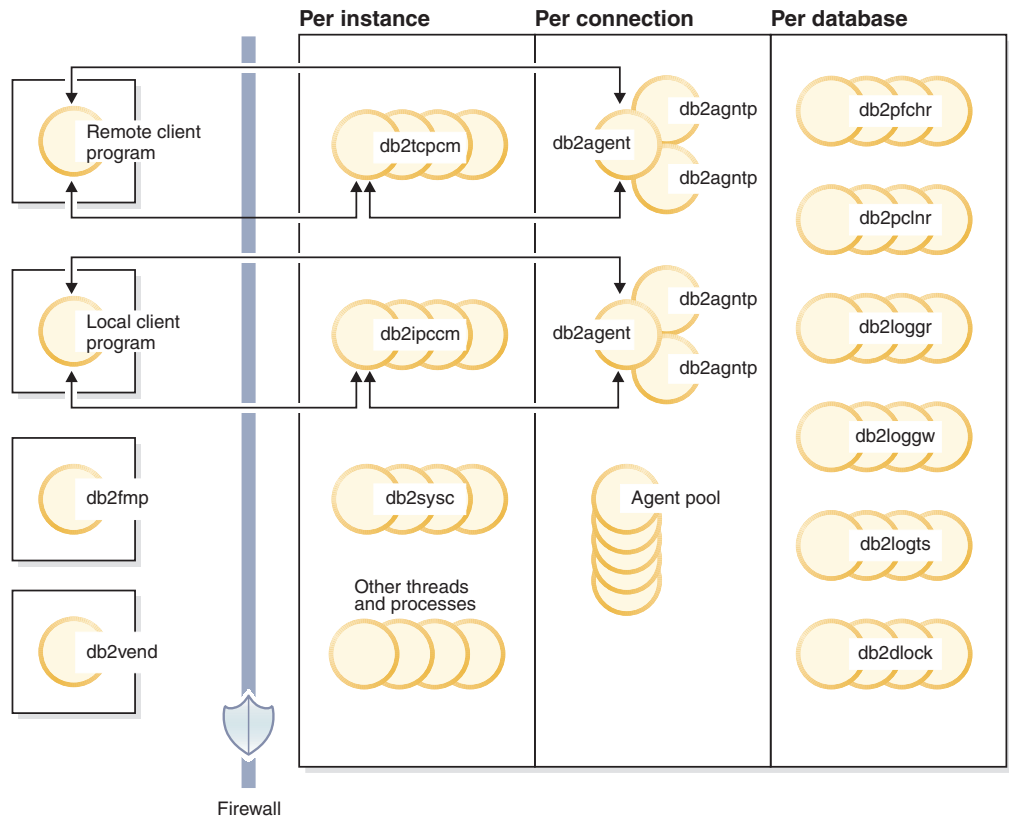 Per instance
Per connection
Per database
Remote client
program
db2tcpcm
db2agent
db2agntp
db2agntp
db2pfchr
db2pclnr
Local client
program
db2ipccm
db2agent
db2agntp
db2agntp
db2loggr
db2loggw
db2fmp
db2sysc
Agent pool
db2logts
Other threads
and processes
db2vend
db2dlock
Firewall